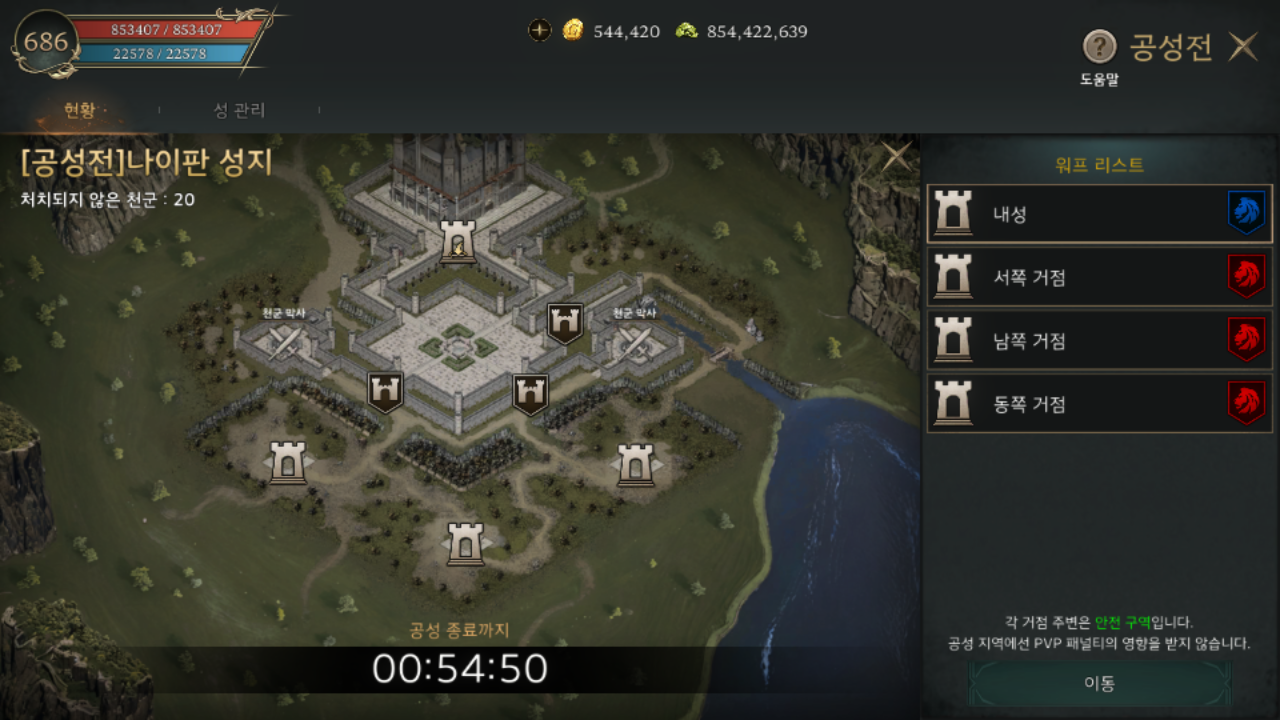 686
853407 / 853407
22578 / 22578
544,420
854,422,639
?
도움말
공성전
현황
성 관리
[공성전]나이판 성지
처치되지 않은 천군 : 20
천군 막사
천군 막사
공성 종료까지
00:54:50
워프 리스트
내성
서쪽 거점
남쪽 거점
동쪽 거점
각 거점 주변은 안전 구역입니다.
공성 지역에선 PVP 패널티의 영향을 받지 않습니다.
이동